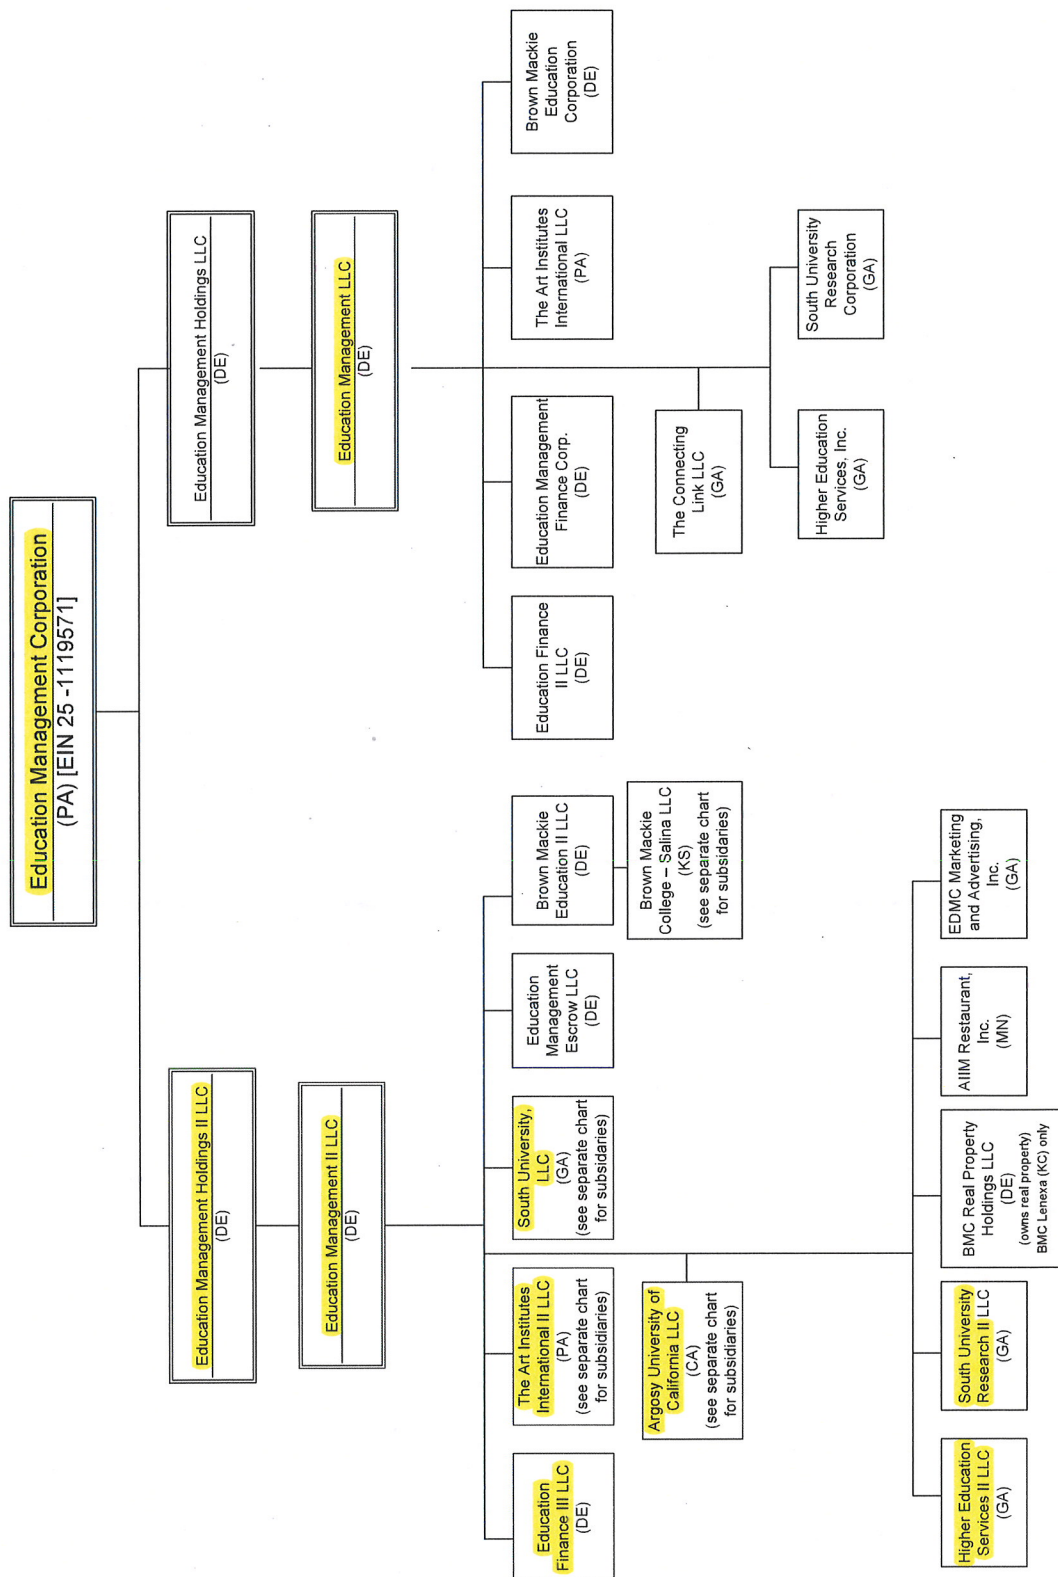 Education Management Corporation
(PA) [EIN 25 -1119571]
Education Management Holdings II LLC
(DE)
Education Management Holdings LLC
(DE)
Education Management II LLC
(DE)
Education Management LLC
(DE)
Education
Finance III LLC
(DE)
The Art Institutes
International II LLC
(PA)
(see separate chart
for subsidiaries)
South University,
LLC
(GA)
(see separate chart
for subsidaries)
Education
Management
Escrow LLC
(DE)
Brown Mackie
Education II LLC
(DE)
Education Finance
II LLC
(DE)
Education Management
Finance Corp.
(DE)
The Art Institutes
International LLC
(PA)
Brown Mackie
Education
Corporation
(DE)
Argosy University of
California LLC
(CA)
(see separate chart
for subsidiaries)
Brown Mackie
College – Salina LLC
(KS)
(see separate chart
for subsidaries)
The Connecting
Link LLC
(GA)
Higher Education
Services, Inc.
(GA)
South University
Research
Corporation
(GA)
Higher Education
Services II LLC
(GA)
South University
Research II LLC
(GA)
BMC Real Property
Holdings LLC
(DE)
(owns real property)
BMC Lenexa (KC) only
AIIM Restaurant,
Inc.
(MN)
EDMC Marketing
and Advertising,
Inc.
(GA)